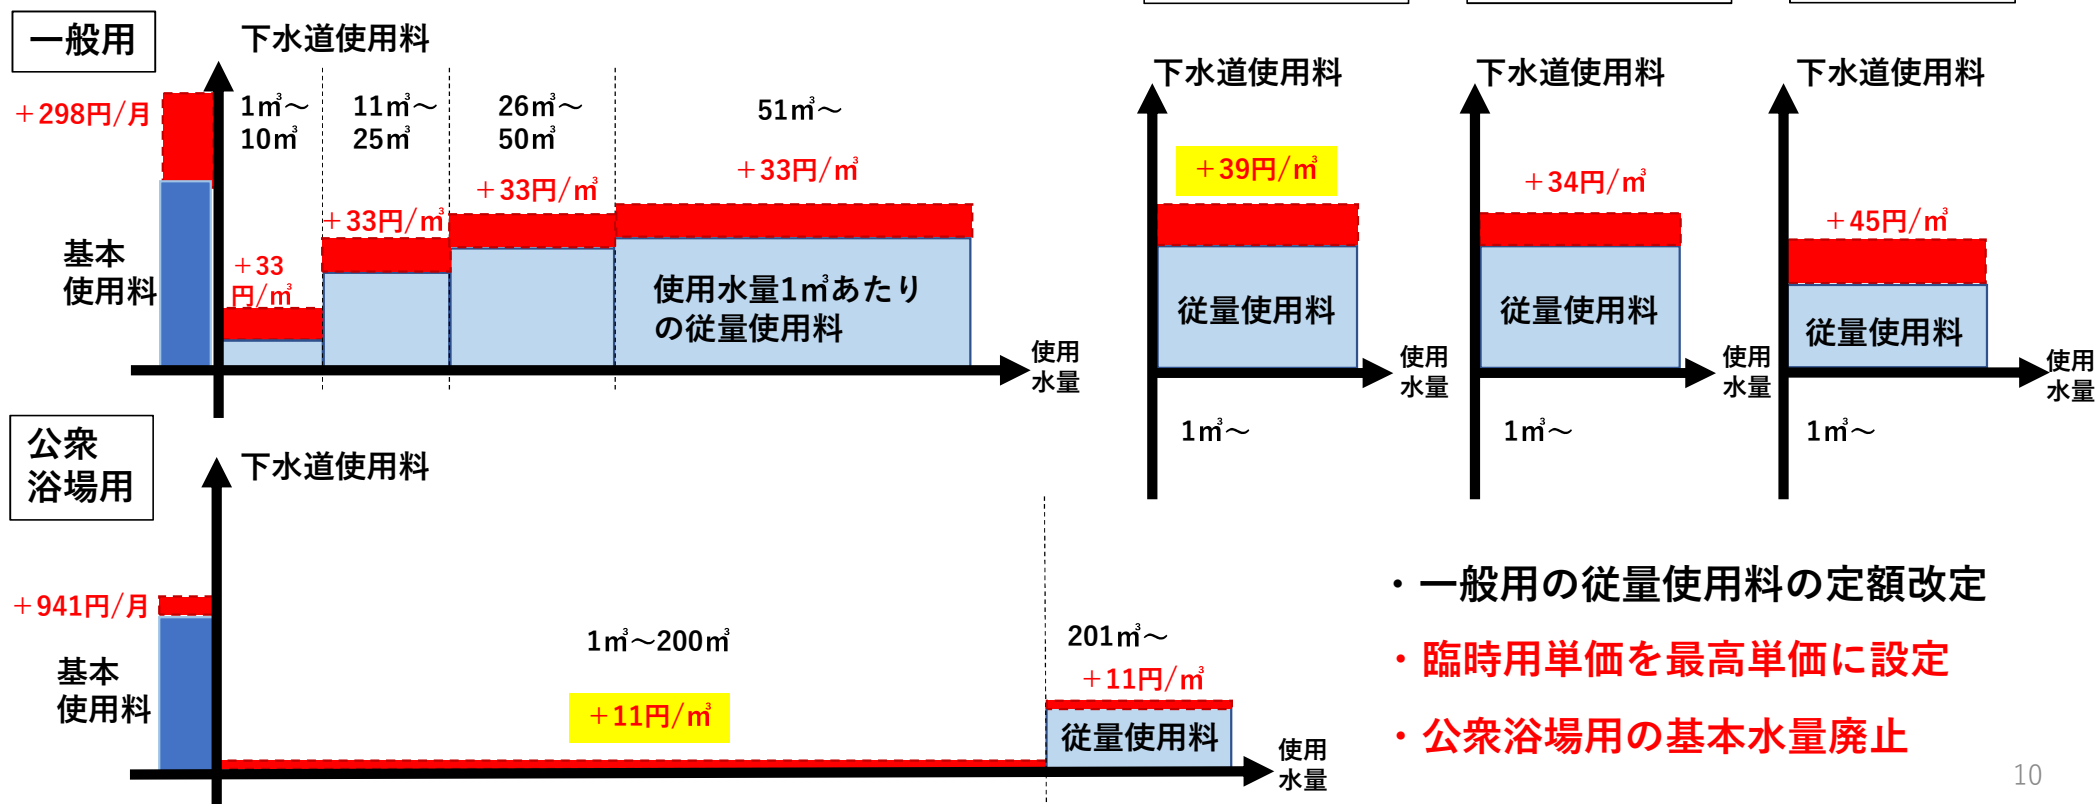 一般用
下水道使用料
＋298円/月
1㎥～
10㎥
11㎥～
25㎥
26㎥～
50㎥
51㎥～
＋33
円/㎥
＋33円/㎥
＋33円/㎥
＋33円/㎥
基本
使用料
使用水量1㎥あたり
の従量使用料
使用
水量
下水道使用料
＋39円/㎥
従量使用料
使用
水量
1㎥～
下水道使用料
＋34円/㎥
従量使用料
使用
水量
1㎥～
下水道使用料
＋45円/㎥
従量使用料
使用
水量
1㎥～
公衆
浴場用
下水道使用料
＋941円/月
基本
使用料
1㎥～200㎥
＋11円/㎥
201㎥～
＋11円/㎥
従量使用料
使用
水量
・一般用の従量使用料の定額改定
・臨時用単価を最高単価に設定
・公衆浴場用の基本水量廃止
10